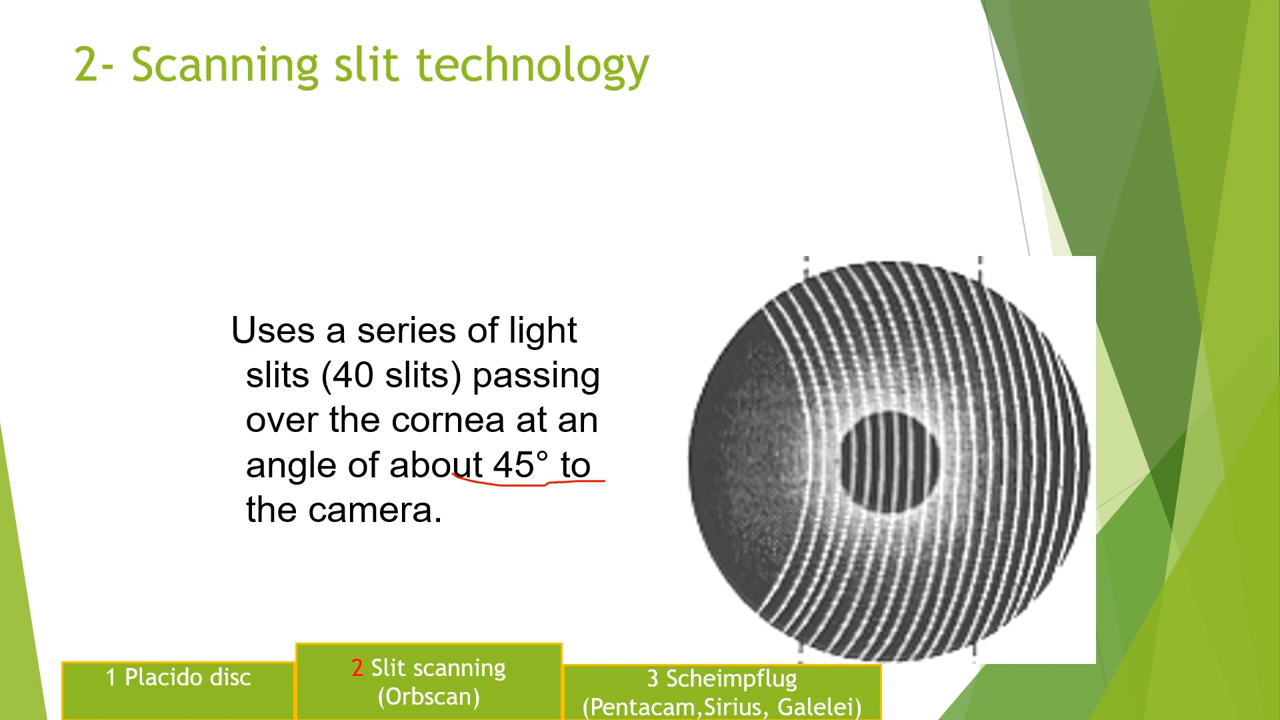 2- Scanning slit technology
Uses a series of light
slits (40 slits) passing
over the cornea at an
angle of about 45° to
the camera.
1 Placido disc
2 Slit scanning
(Orbscan)
3 Scheimpflug
(Pentacam,Sirius, Galelei)